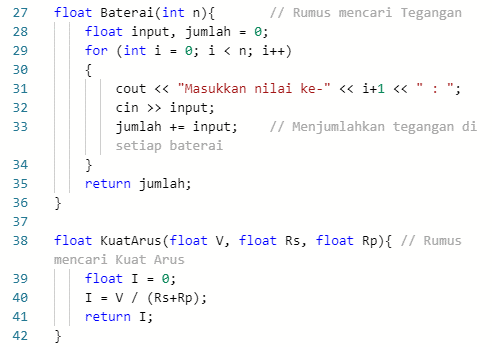 27 float Baterai(int n){ // Rumus mencari Tegangan
28 float input, jumlah = 0;
29 for (int i = 0; i < n; i++)
30 {
31 cout << "Masukkan nilai ke-" << i+1 << " : ";
32 cin >> input;
33 jumlah += input; // Menjumlahkan tegangan di
setiap baterai
34 }
35 return jumlah;
36 }
37
38 float KuatArus(float V, float Rs, float Rp){ // Rumus
mencari Kuat Arus
39 float I = 0;
40 I = V / (Rs+Rp);
41 return I;
42 }